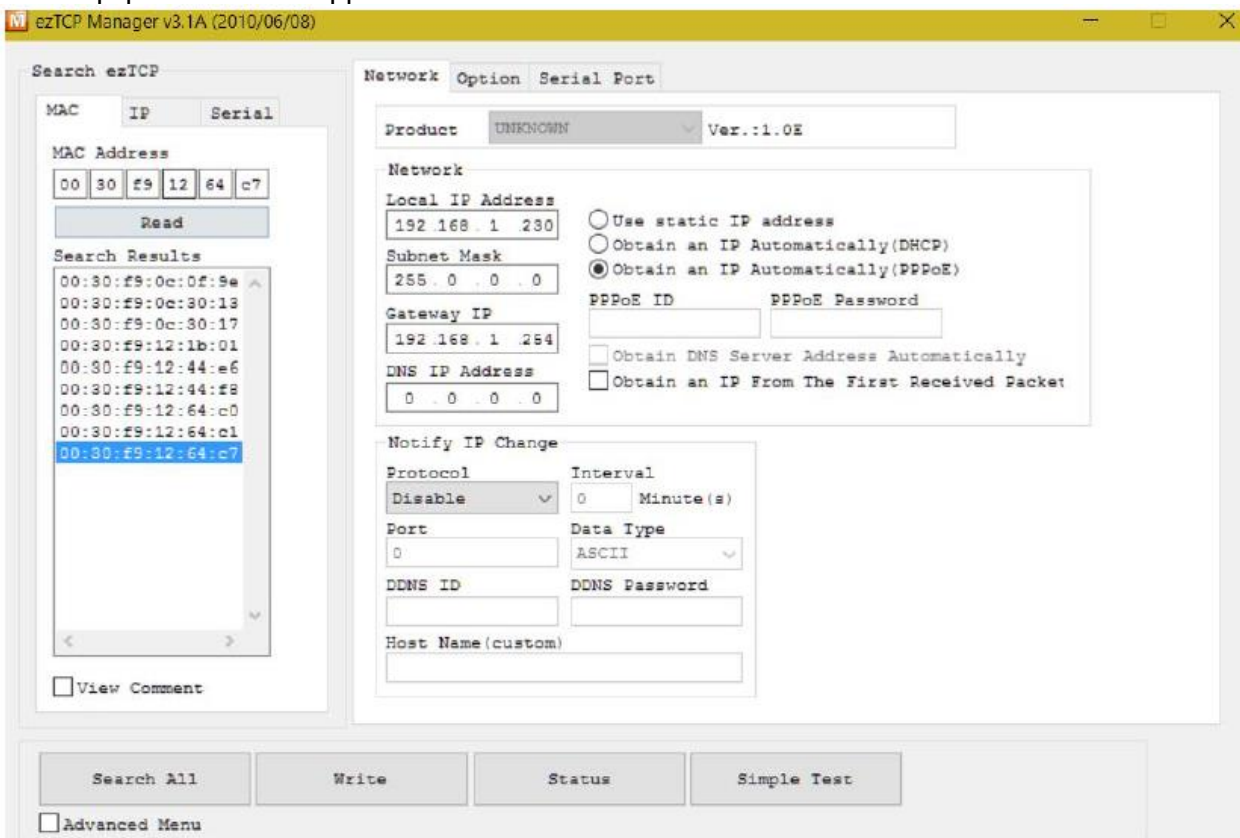 ezTCP Manager v3.1A (2010/06/08)
Search ezTCP
MAC IP Serial
MAC Address
00 30 f9 12 64 c7
Read
Search Results
00:30:f9:0c:0f:9e
00:30:f9:0c:30:13
00:30:f9:0c:30:17
00:30:f9:12:1b:01
00:30:f9:12:44:e6
00:30:f9:12:44:f8
00:30:f9:12:64:c0
00:30:f9:12:64:c1
00:30:f9:12:64:c7
View Comment
Network Option Serial Port
Product UNKNOWN Ver.:1.0E
Network
Local IP Address
192.168. 1 .230
Subnet Mask
255. 0 . 0 . 0
Gateway IP
192.168. 1 .254
DNS IP Address
0 . 0 . 0 . 0
Use static IP address
Obtain an IP Automatically(DHCP)
Obtain an IP Automatically(PPPoE)
PPPoE ID PPPoE Password
Obtain DNS Server Address Automatically
Obtain an IP From The First Received Packet
Notify IP Change
Protocol Interval
Disable 0 Minute(s)
Port Data Type
0 ASCII
DDNS ID DDNS Password
Host Name(custom)
Search All Write Status Simple Test
Advanced Menu